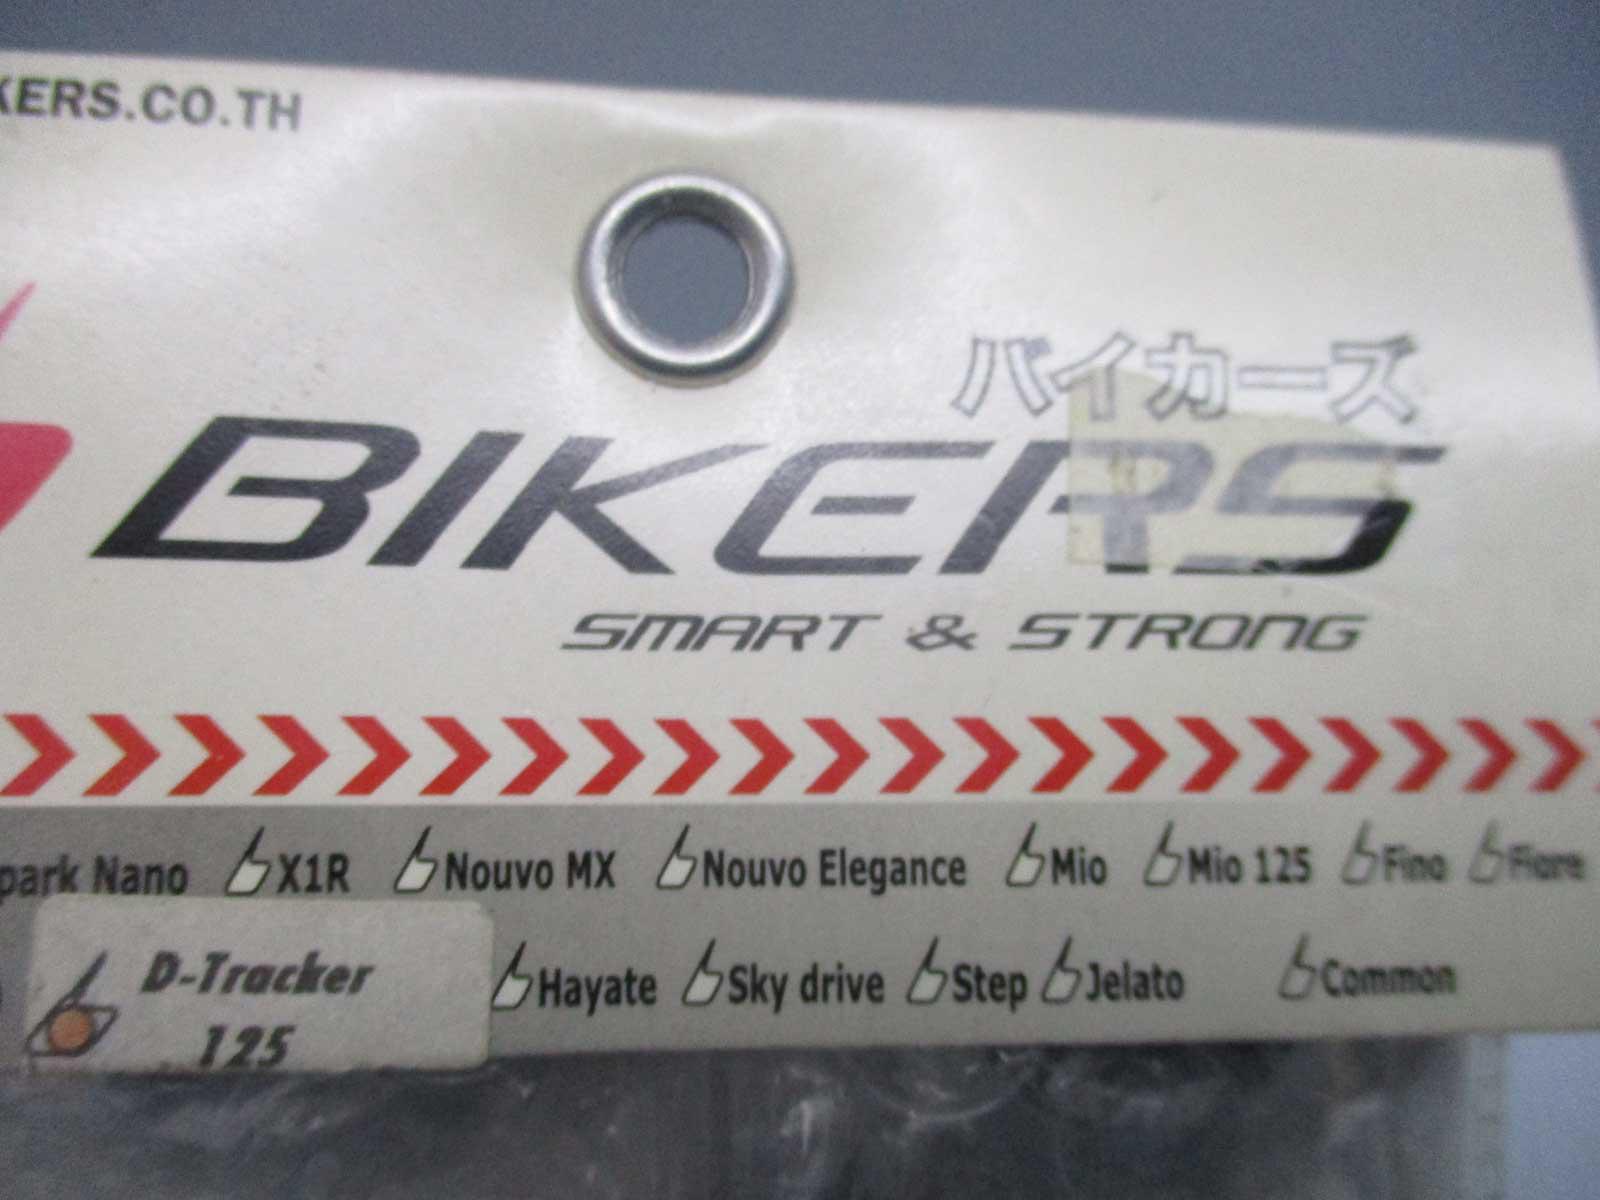 KERS.CO.TH
バイカーズ
BIKERS
SMART & STRONG
park Nano X1R Nouvo MX Nouvo Elegance Mio Mio 125 Fino Fiore
D-Tracker
125
Hayate Sky drive Step Jelato Common